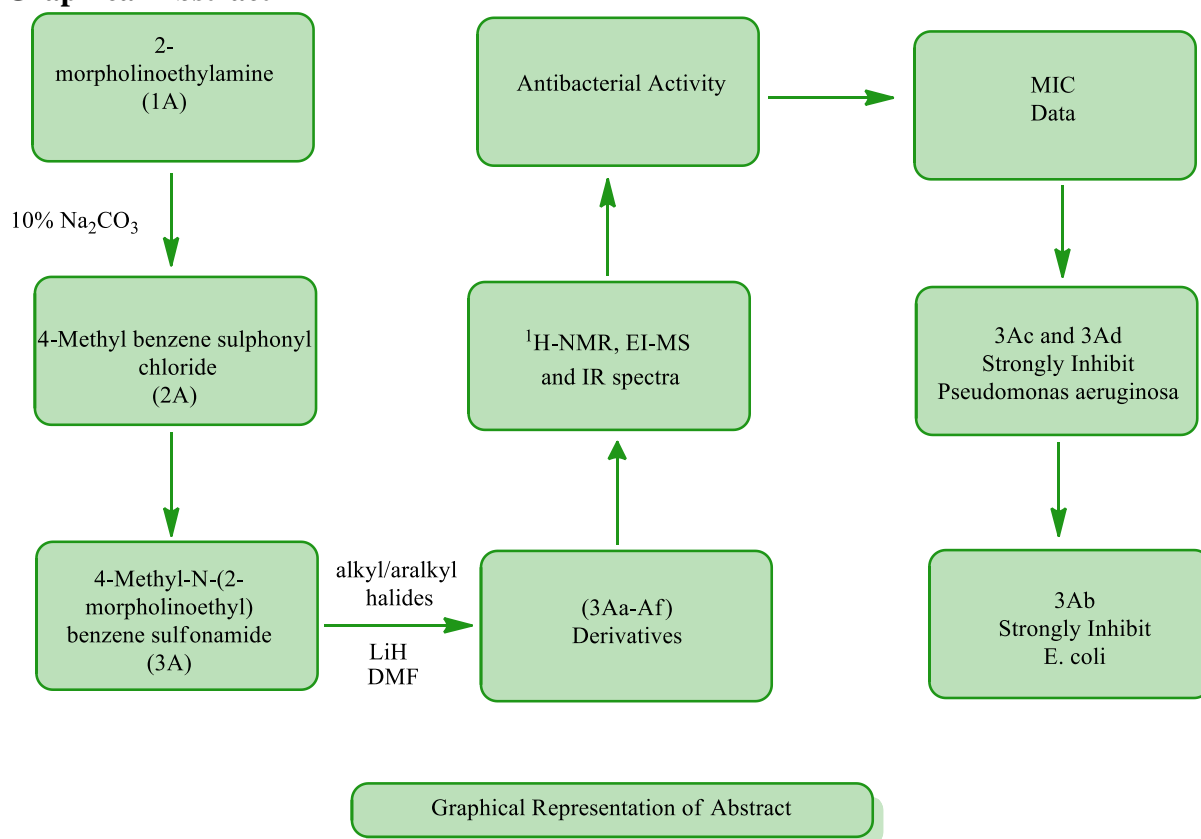 2-
morpholinoethylamine
(1A)
10% Na₂CO₃
4-Methyl benzene sulphonyl
chloride
(2A)
4-Methyl-N-(2-
morpholinoethyl)
benzene sulfonamide
(3A)
alkyl/aralkyl
halides
LiH
DMF
(3Aa-Af)
Derivatives
¹H-NMR, EI-MS
and IR spectra
Antibacterial Activity
MIC
Data
3Ac and 3Ad
Strongly Inhibit
Pseudomonas aeruginosa
3Ab
Strongly Inhibit
E. coli
Graphical Representation of Abstract